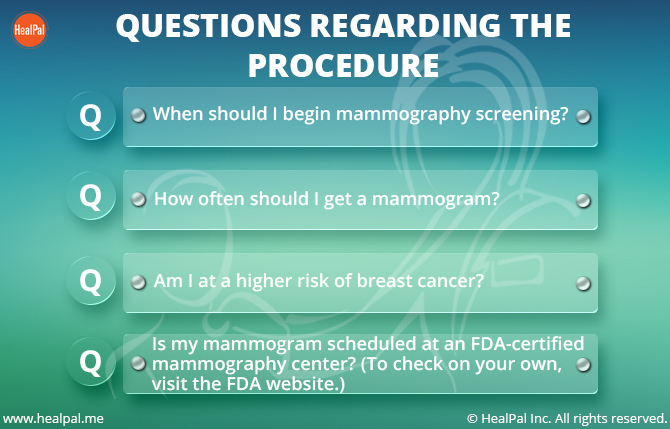 HealPal
QUESTIONS REGARDING THE
PROCEDURE
Q
When should I begin mammography screening?
Q
How often should I get a mammogram?
Q
Am I at a higher risk of breast cancer?
Q
Is my mammogram scheduled at an FDA-certified
mammography center? (To check on your own,
visit the FDA website.)
www.healpal.me
© HealPal Inc. All rights reserved.